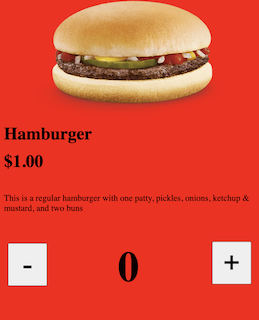 Hamburger
$1.00
This is a regular hamburger with one patty, pickles, onions, ketchup &
mustard, and two buns
- 0 +